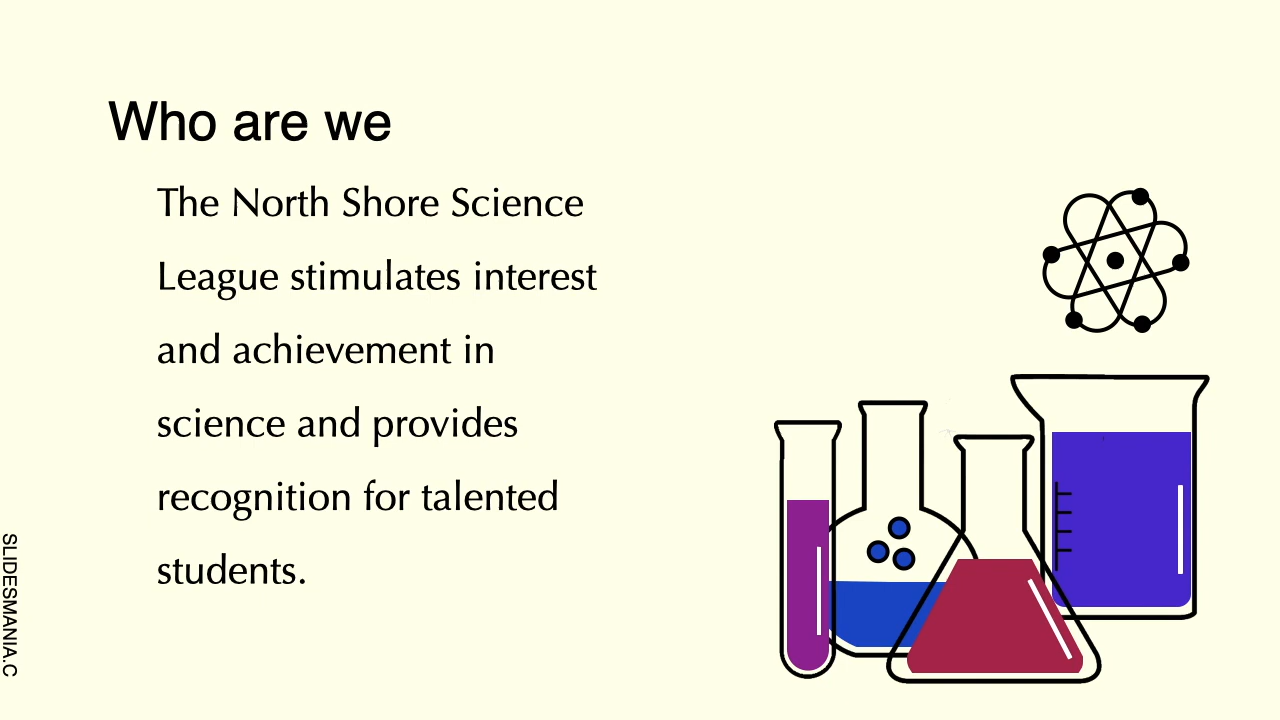 Who are we
The North Shore Science
League stimulates interest
and achievement in
science and provides
recognition for talented
students.
SLIDESMANIA.C